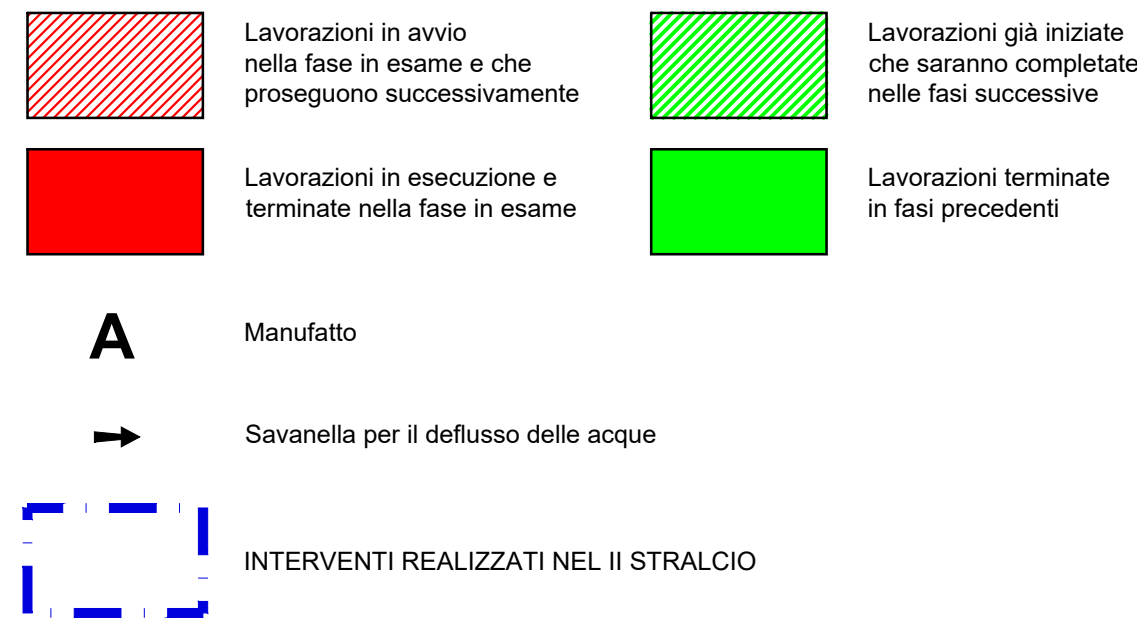 Lavorazioni in avvio
nella fase in esame e che
proseguono successivamente
Lavorazioni già iniziate
che saranno completate
nelle fasi successive
Lavorazioni in esecuzione e
terminate nella fase in esame
Lavorazioni terminate
in fasi precedenti
A
Manufatto
Savanella per il deflusso delle acque
INTERVENTI REALIZZATI NEL II STRALCIO